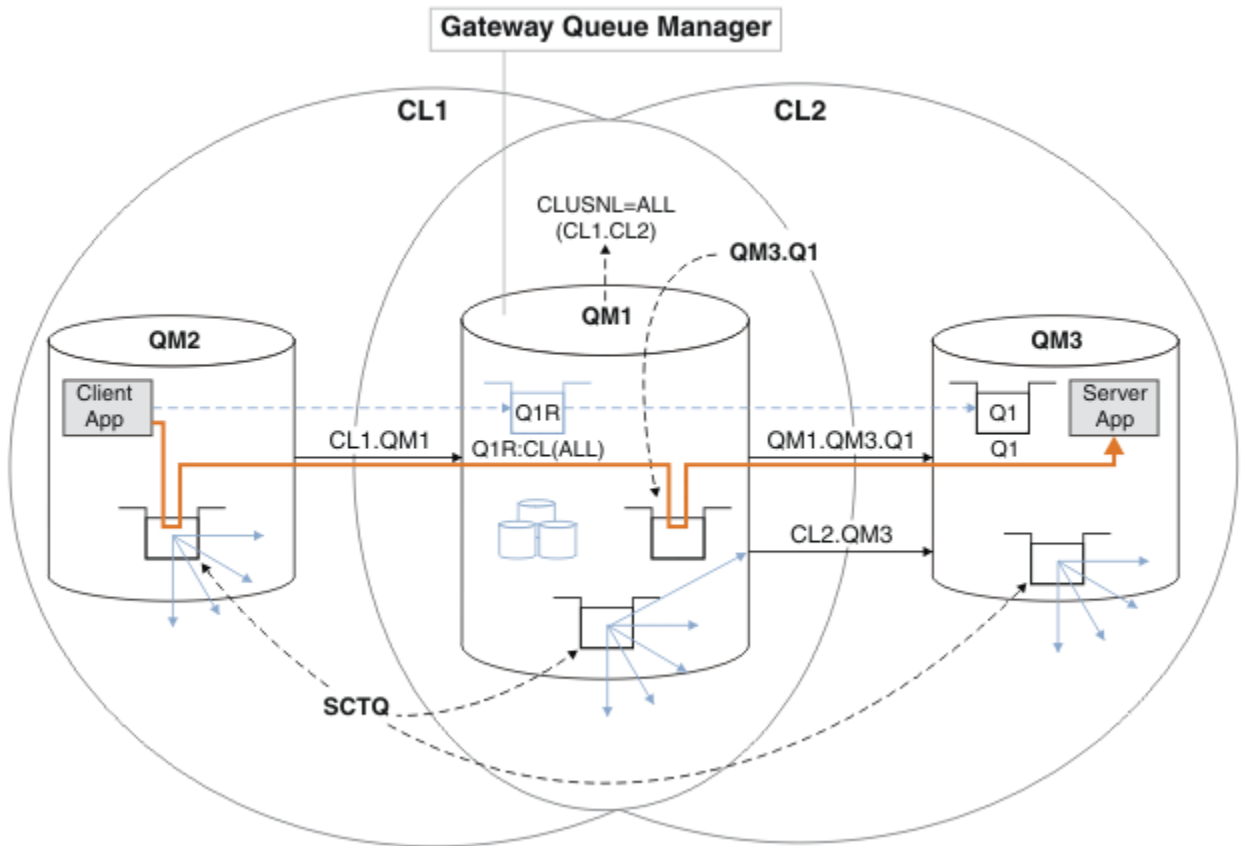 Gateway Queue Manager
CL1
CL2
CLUSNL=ALL
(CL1.CL2)
QM3.Q1
QM2
QM1
QM3
Client
App
Q1R
Q1
Server
App
CL1.QM1
Q1R:CL(ALL)
QM1.QM3.Q1
Q1
CL2.QM3
SCTQ